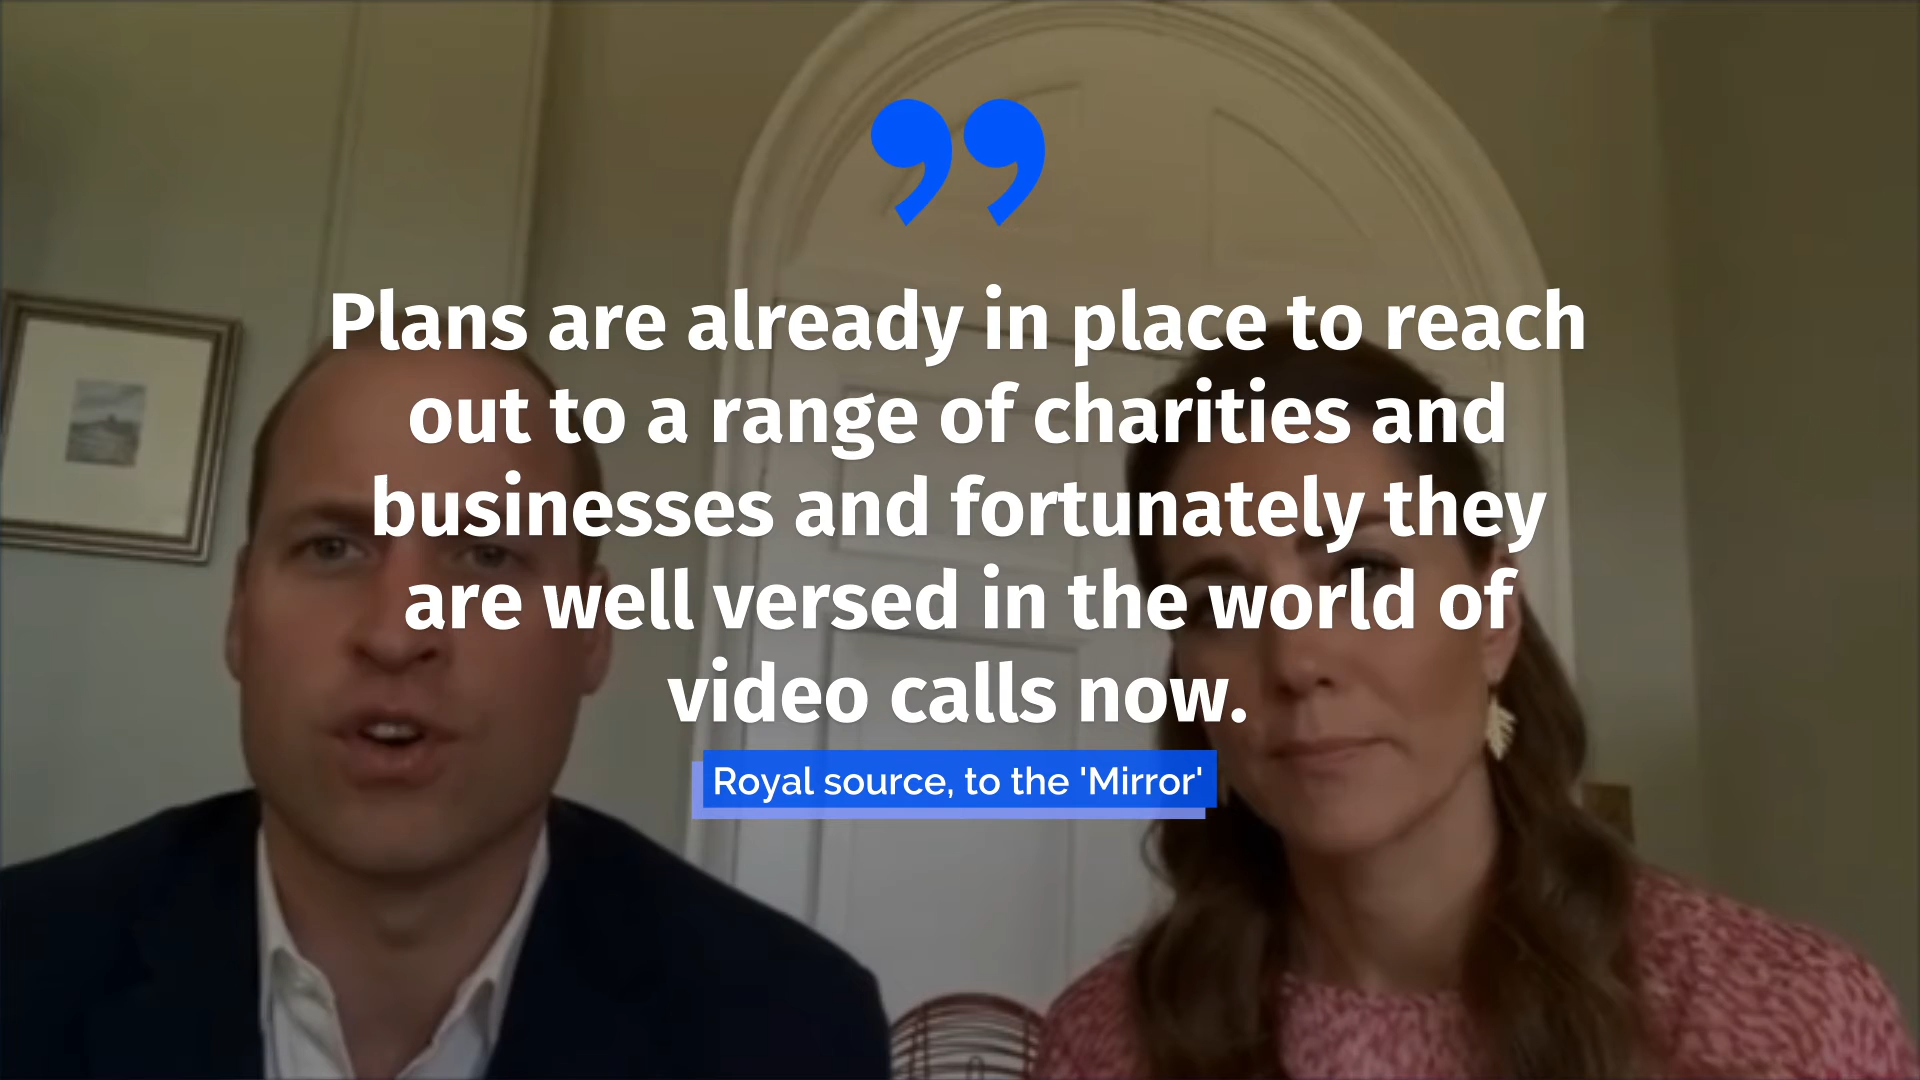 ”
Plans are already in place to reach
out to a range of charities and
businesses and fortunately they
are well versed in the world of
video calls now.
Royal source, to the 'Mirror'